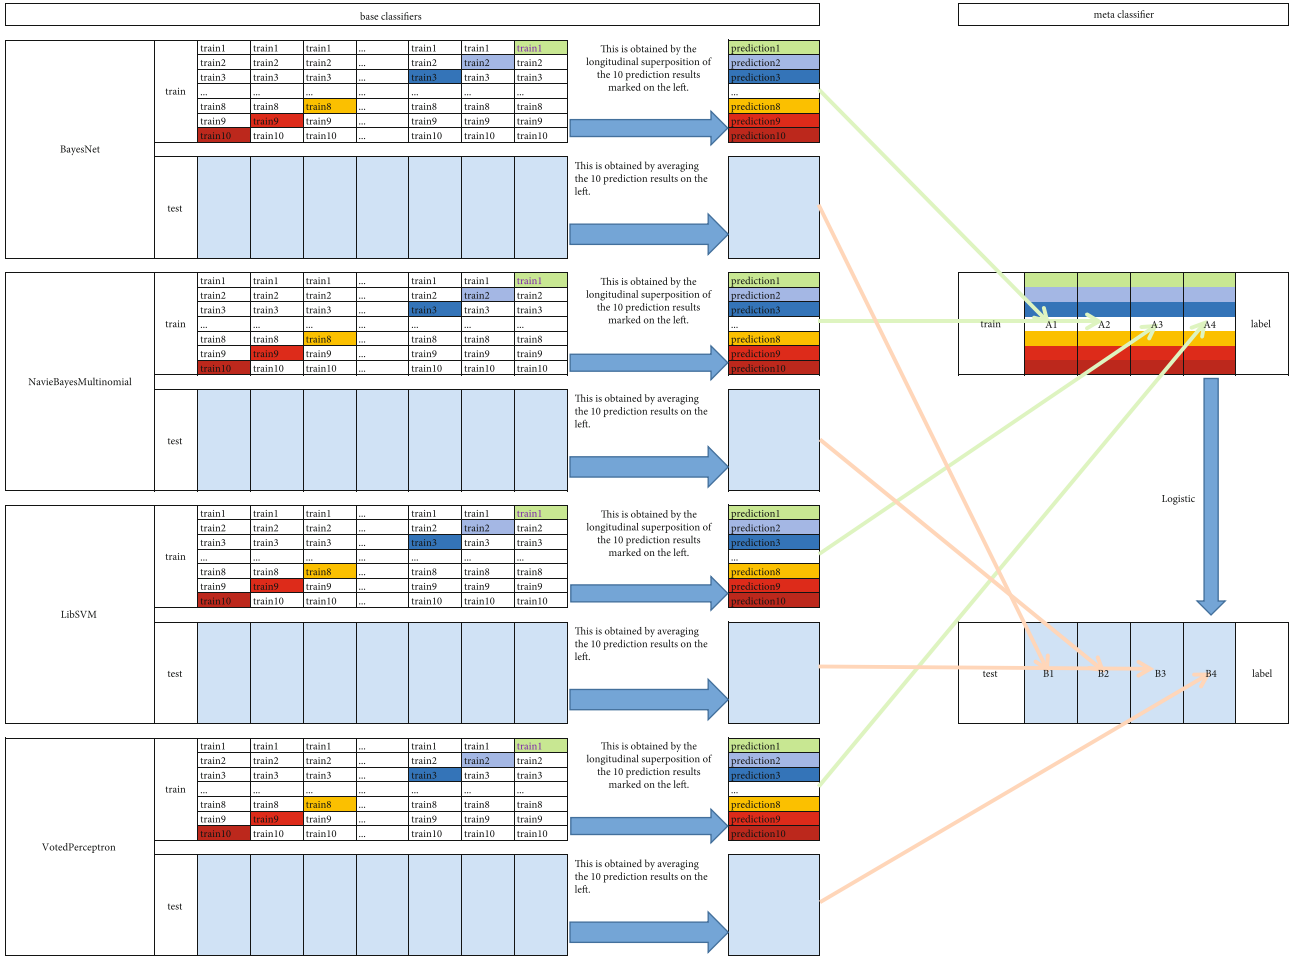 base classifiers
meta classifier
BayesNet
train
train1 train1 train1 ... train1 train1 train1
train2 train2 train2 train2 train2 train2
train3 train3 train3 train3 train3 train3
... ... ... ... ... ... ...
train8 train8 train8 ... train8 train8 train8
train9 train9 train9 ... train9 train9 train9
train10 train10 train10 ... train10 train10 train10
This is obtained by the
longitudinal superposition of
the 10 prediction results
marked on the left.
prediction1
prediction2
prediction3
...
prediction8
prediction9
prediction10
test
This is obtained by averaging
the 10 prediction results on the
left.
NavieBayesMultinomial
train
train1 train1 train1 ... train1 train1 train1
train2 train2 train2 train2 train2 train2
train3 train3 train3 train3 train3 train3
... ... ... ... ... ... ...
train8 train8 train8 ... train8 train8 train8
train9 train9 train9 ... train9 train9 train9
train10 train10 train10 ... train10 train10 train10
This is obtained by the
longitudinal superposition of
the 10 prediction results
marked on the left.
prediction1
prediction2
prediction3
...
prediction8
prediction9
prediction10
test
This is obtained by averaging
the 10 prediction results on the
left.
LibSVM
train
train1 train1 train1 ... train1 train1 train1
train2 train2 train2 train2 train2 train2
train3 train3 train3 train3 train3 train3
... ... ... ... ... ... ...
train8 train8 train8 ... train8 train8 train8
train9 train9 train9 ... train9 train9 train9
train10 train10 train10 ... train10 train10 train10
This is obtained by the
longitudinal superposition of
the 10 prediction results
marked on the left.
prediction1
prediction2
prediction3
...
prediction8
prediction9
prediction10
test
This is obtained by averaging
the 10 prediction results on the
left.
VotedPerceptron
train
train1 train1 train1 ... train1 train1 train1
train2 train2 train2 ... train2 train2 train2
train3 train3 train3 ... train3 train3 train3
... ... ... ... ... ... ...
train8 train8 train8 ... train8 train8 train8
train9 train9 train9 ... train9 train9 train9
train10 train10 train10 ... train10 train10 train10
This is obtained by the
longitudinal superposition of
the 10 prediction results
marked on the left.
prediction1
prediction2
prediction3
...
prediction8
prediction9
prediction10
test
This is obtained by averaging
the 10 prediction results on the
left.
train A1 A2 A3 A4 label
Logistic
test B1 B2 B3 B4 label